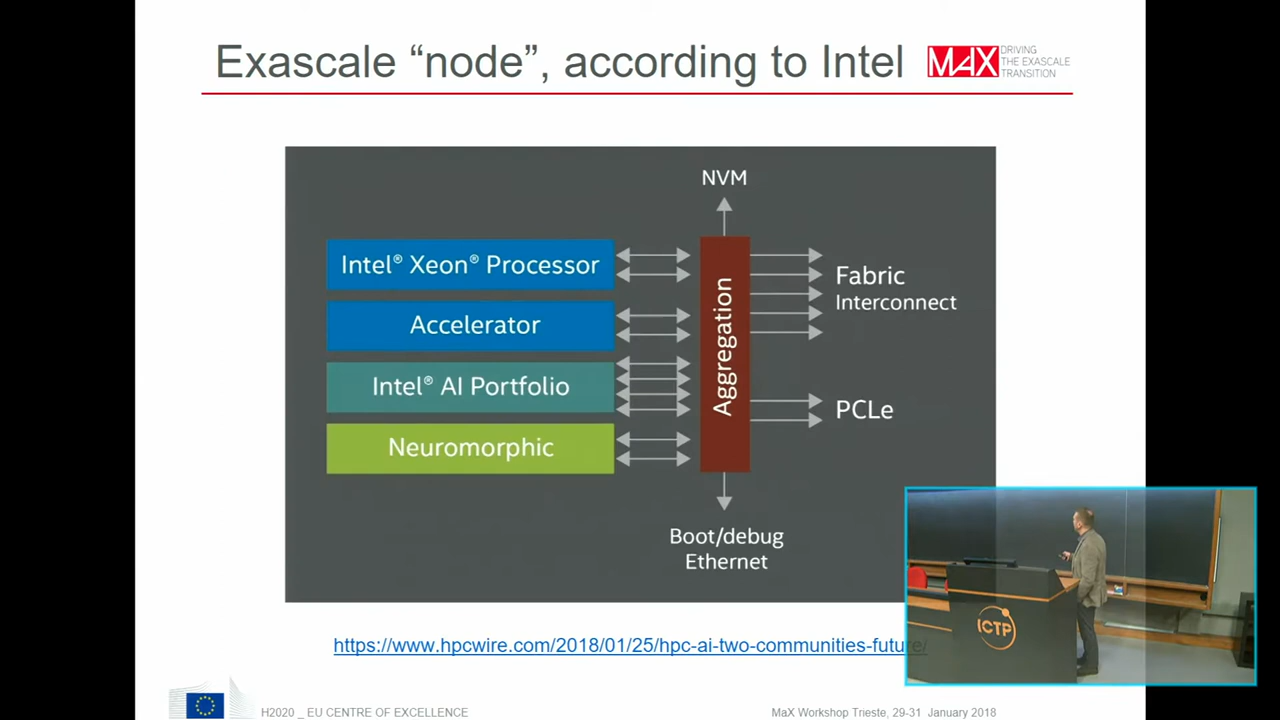 Exascale “node”, according to Intel
MAX
DRIVING
THE EXASCALE
TRANSITION
NVM
Intel® Xeon® Processor
Accelerator
Intel® AI Portfolio
Neuromorphic
Aggregation
Fabric
Interconnect
PCLe
Boot/debug
Ethernet
https://www.hpcwire.com/2018/01/25/hpc-ai-two-communities-future/
ICTP
H2020 _ EU CENTRE OF EXCELLENCE
MaX Workshop Trieste, 29-31 January 2018